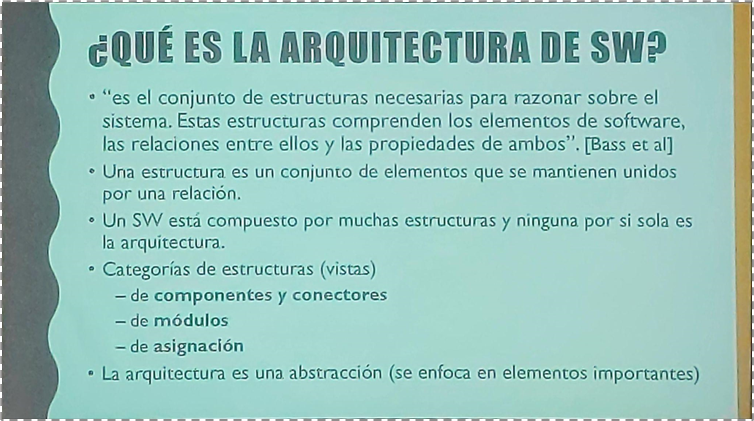 ¿QUÉ ES LA ARQUITECTURA DE SW?
• “es el conjunto de estructuras necesarias para razonar sobre el
sistema. Estas estructuras comprenden los elementos de software,
las relaciones entre ellos y las propiedades de ambos”. [Bass et al]
• Una estructura es un conjunto de elementos que se mantienen unidos
por una relación.
• Un SW está compuesto por muchas estructuras y ninguna por si sola es
la arquitectura.
• Categorías de estructuras (vistas)
– de componentes y conectores
– de módulos
– de asignación
• La arquitectura es una abstracción (se enfoca en elementos importantes)